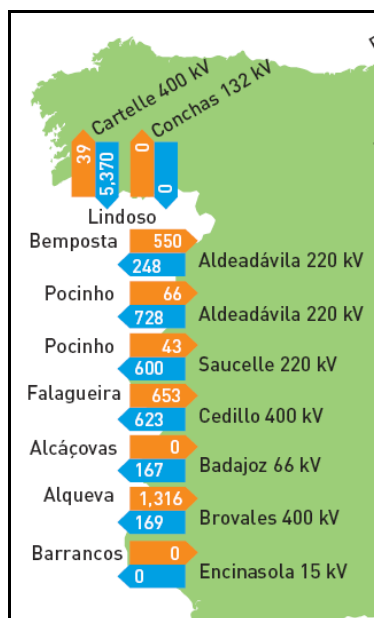 Cartelle 400 kV
Conchas 132 kV
39
5,370
0
0
Lindoso
Bemposta
550
248
Aldeadávila 220 kV
Pocinho
66
728
Aldeadávila 220 kV
Pocinho
43
600
Saucelle 220 kV
Falagueira
653
623
Cedillo 400 kV
Alcáçovas
0
167
Badajoz 66 kV
Alqueva
1,316
169
Brovales 400 kV
Barrancos
0
0
Encinasola 15 kV